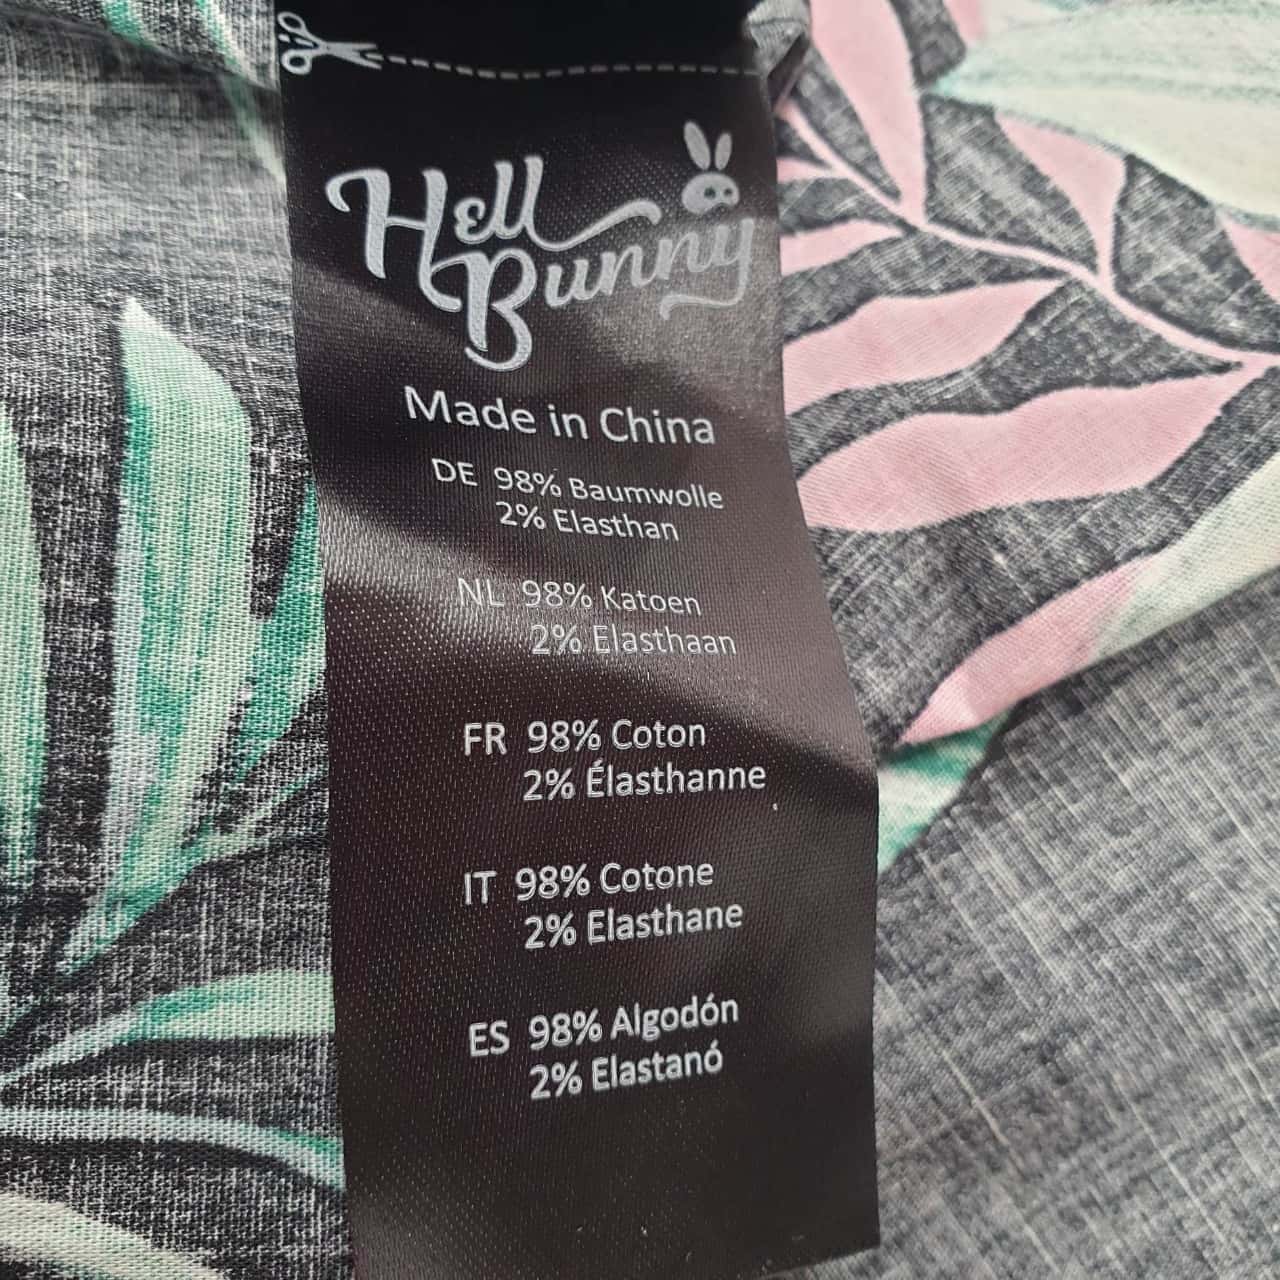 Hell
Bunny
Made in China
DE 98% Baumwolle
2% Elasthan
NL 98% Katoen
2% Elasthaan
FR 98% Coton
2% Élasthanne
IT 98% Cotone
2% Elasthane
ES 98% Algodón
2% Elastanó